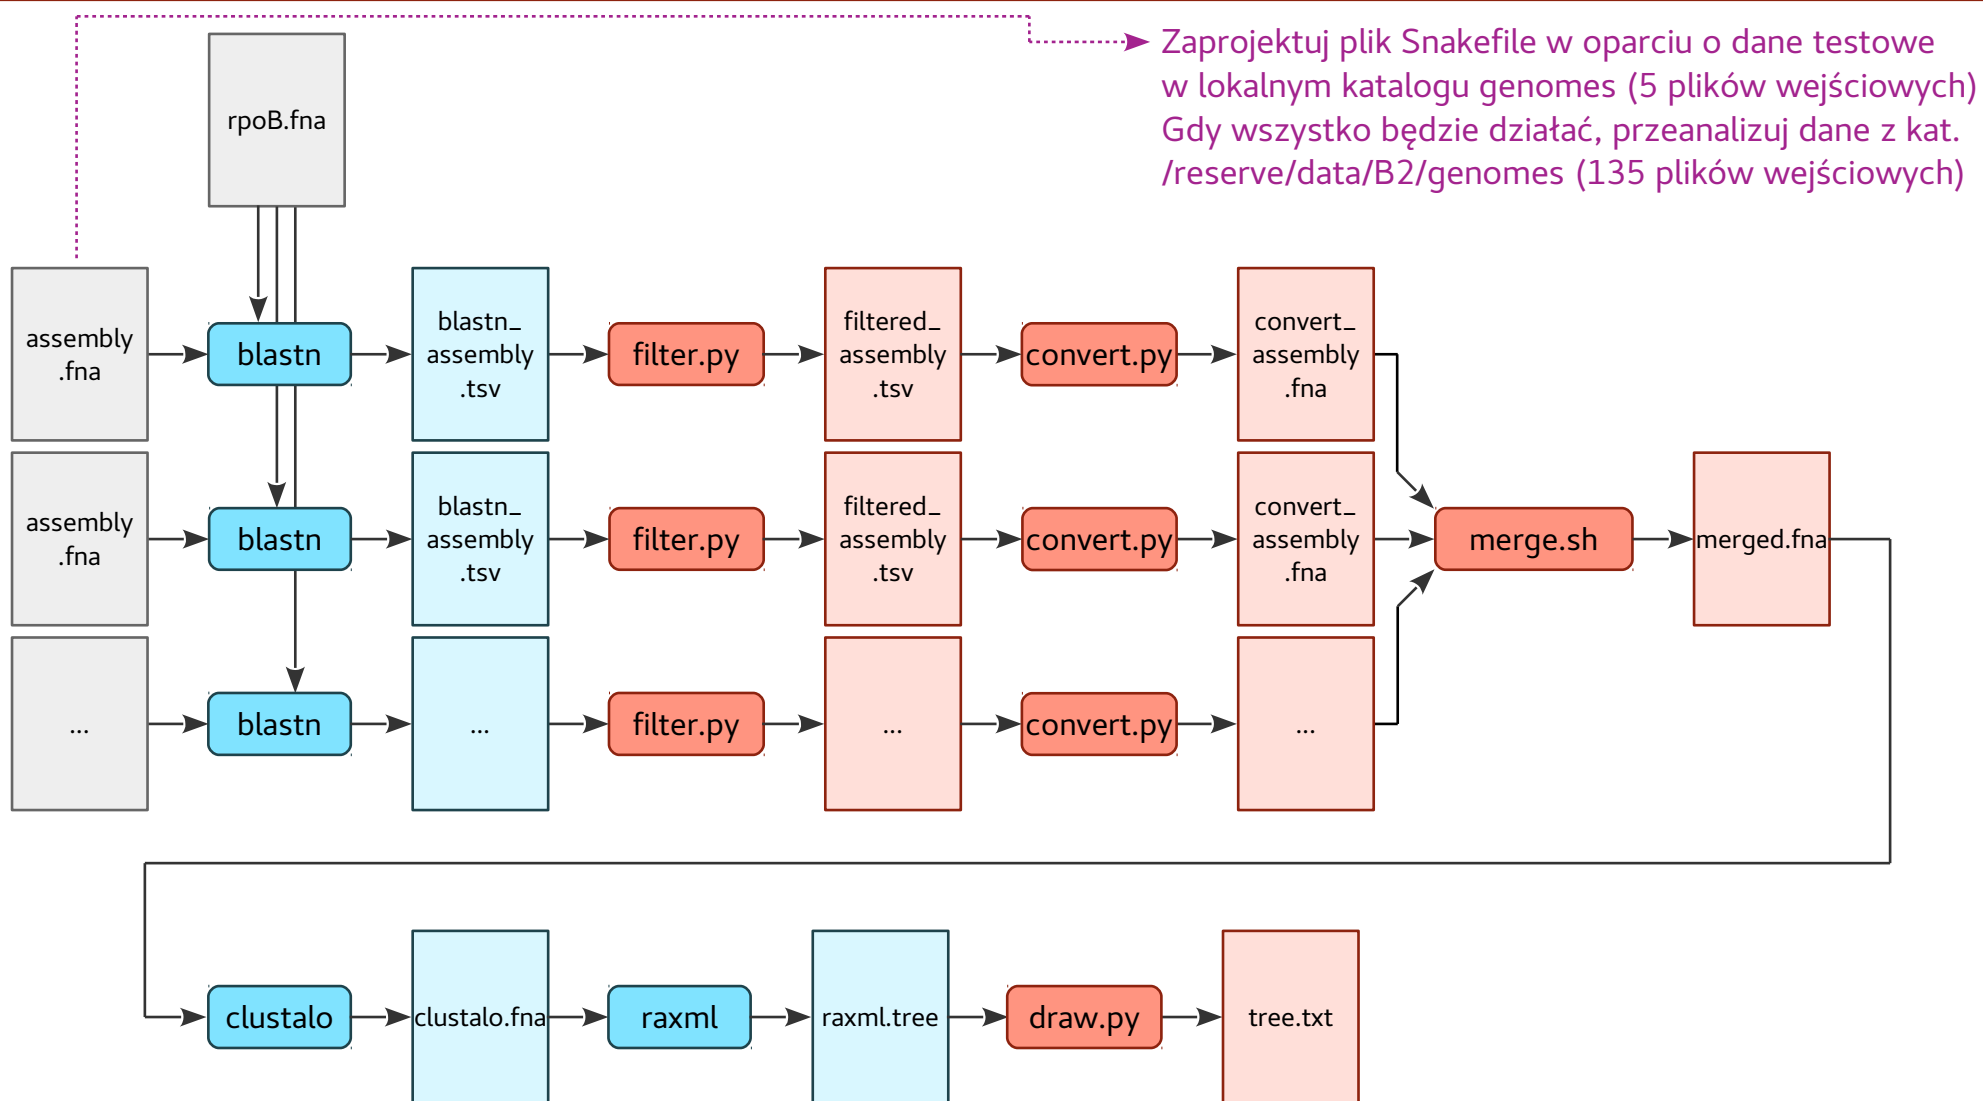 Zaprojektuj plik Snakefile w oparciu o dane testowe
w lokalnym katalogu genomes (5 plików wejściowych)
Gdy wszystko będzie działać, przeanalizuj dane z kat.
/reserve/data/B2/genomes (135 plików wejściowych)
rpoB.fna
assembly
.fna
blastn
blastn_
assembly
.tsv
filter.py
filtered_
assembly
.tsv
convert.py
convert_
assembly
.fna
assembly
.fna
blastn
blastn_
assembly
.tsv
filter.py
filtered_
assembly
.tsv
convert.py
convert_
assembly
.fna
merge.sh
merged.fna
...
blastn
...
filter.py
...
convert.py
...
clustalo
clustalo.fna
raxml
raxml.tree
draw.py
tree.txt